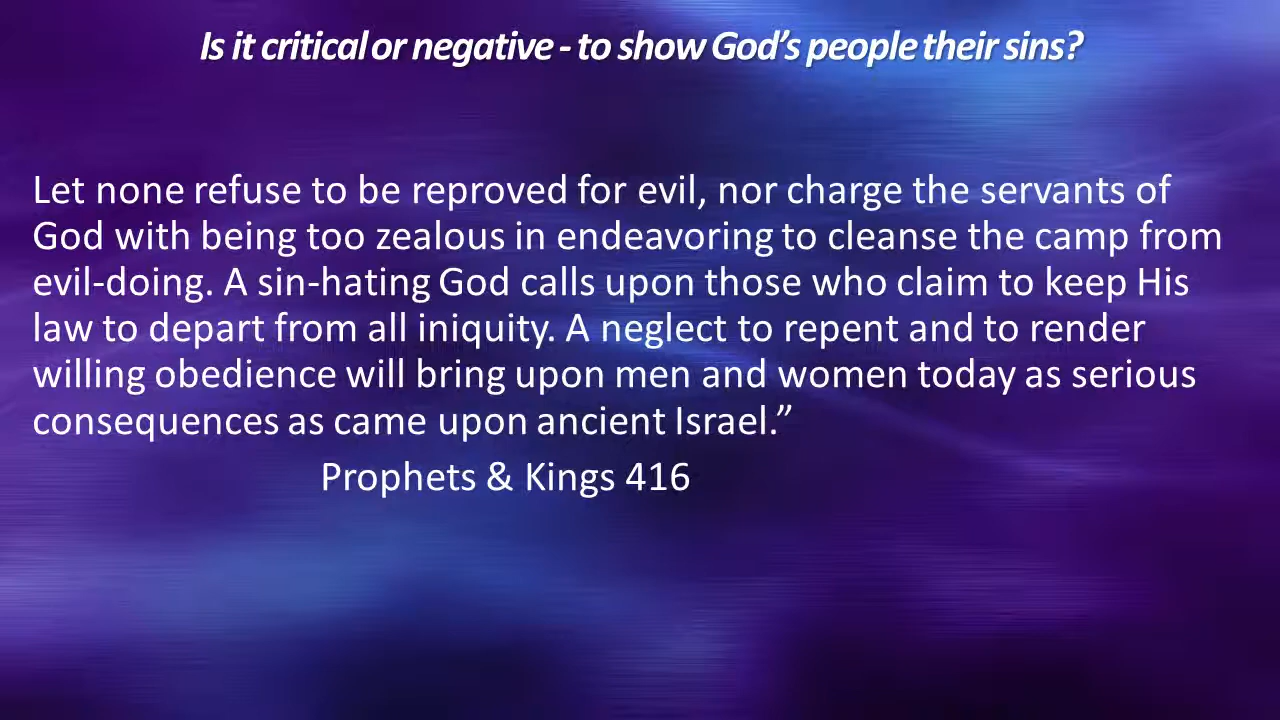 Is it critical or negative - to show God’s people their sins?
Let none refuse to be reproved for evil, nor charge the servants of
God with being too zealous in endeavoring to cleanse the camp from
evil-doing. A sin-hating God calls upon those who claim to keep His
law to depart from all iniquity. A neglect to repent and to render
willing obedience will bring upon men and women today as serious
consequences as came upon ancient Israel.”
Prophets & Kings 416